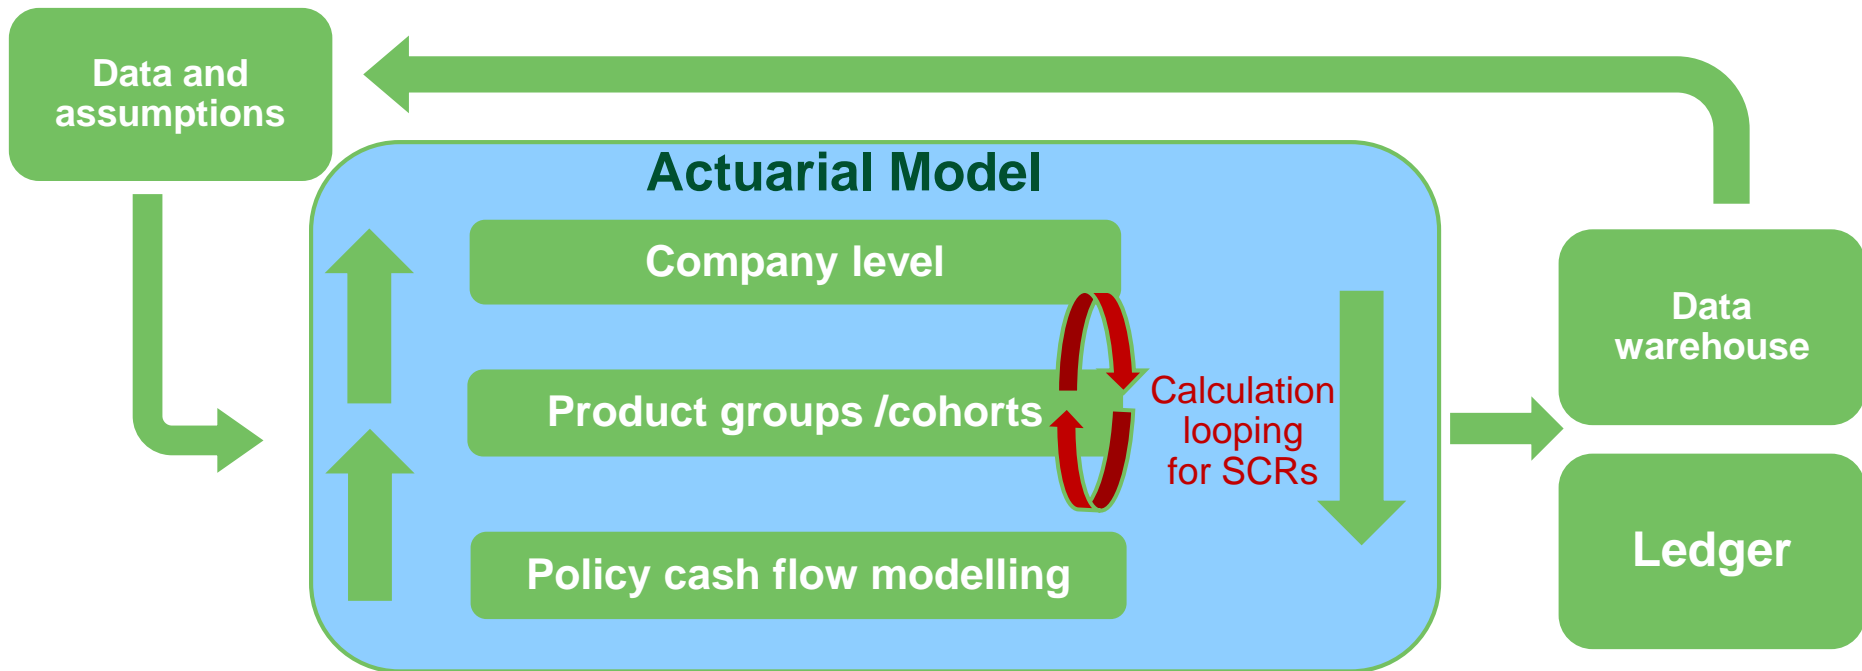 Data and
assumptions
Actuarial Model
Company level
Product groups /cohorts
Policy cash flow modelling
Calculation
looping
for SCRs
Data
warehouse
Ledger